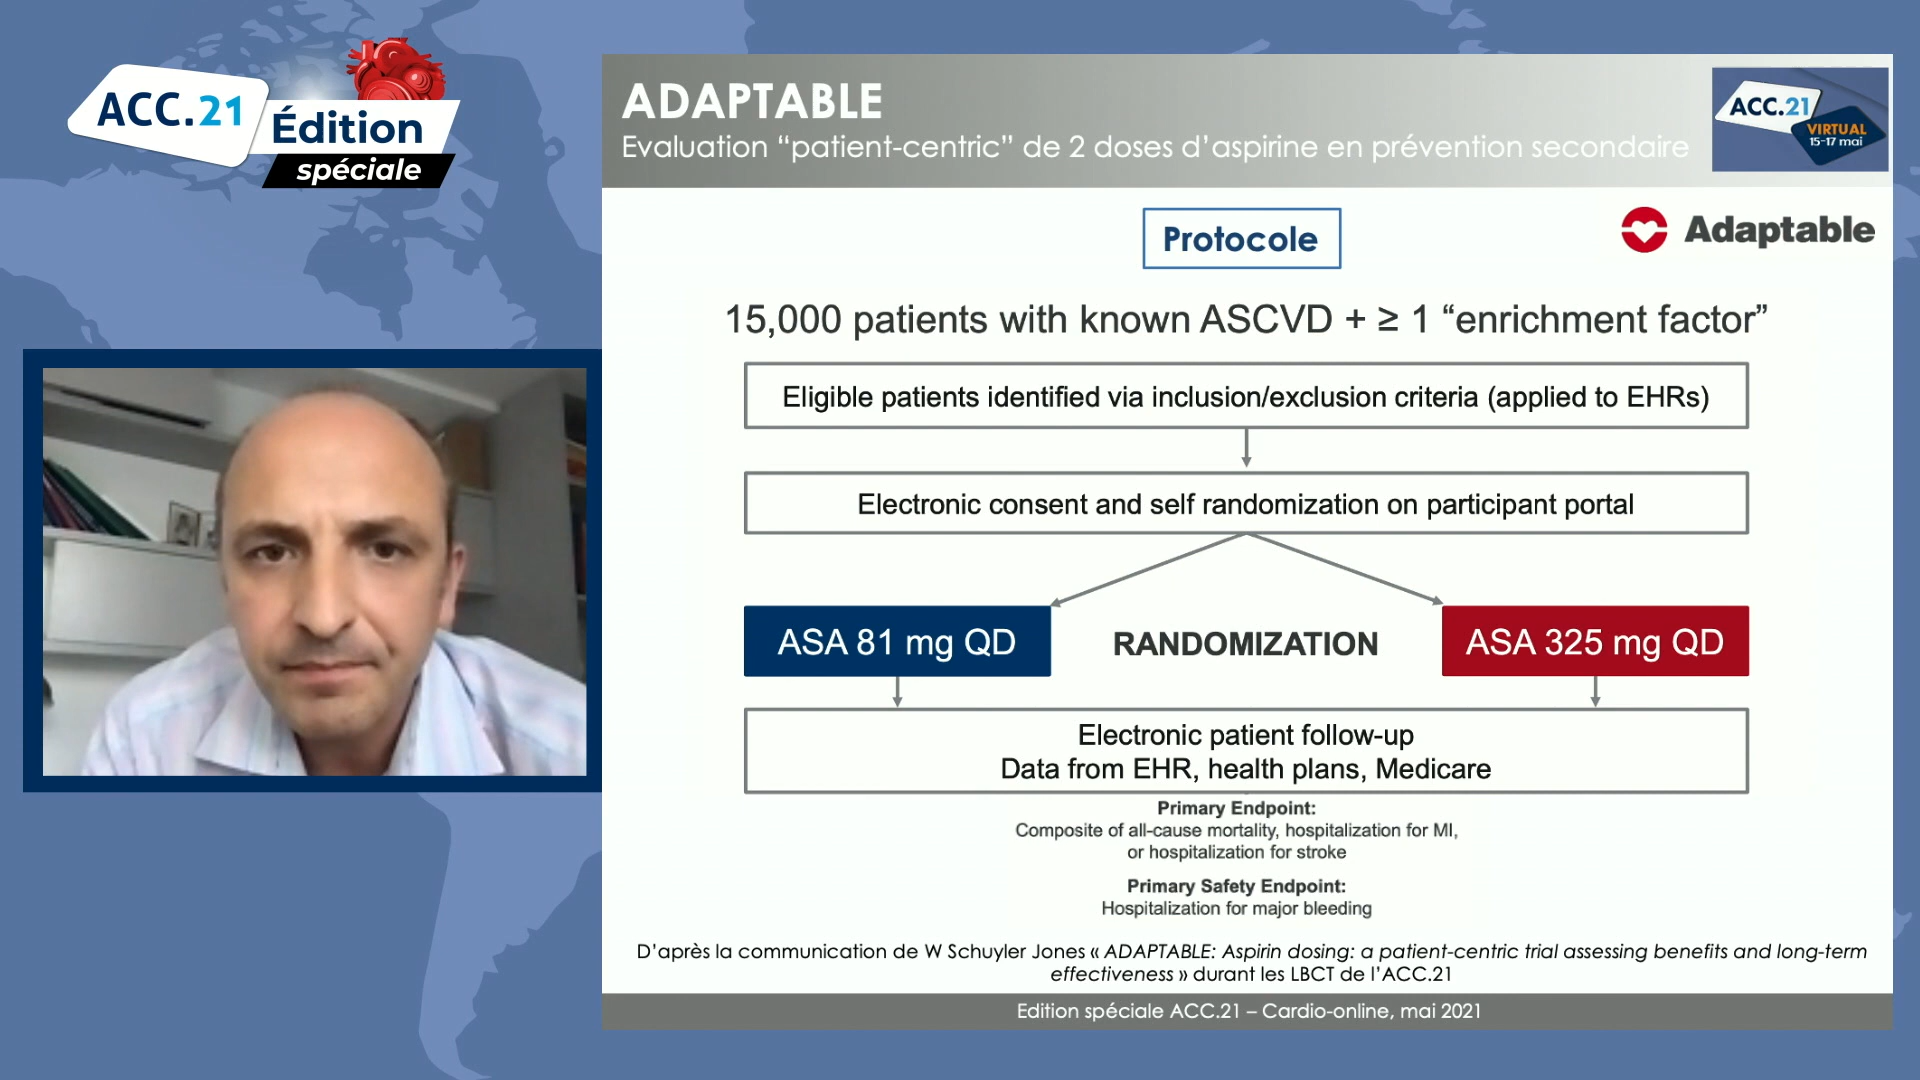 ACC.21
Édition
spéciale
ADAPTABLE
Evaluation “patient-centric” de 2 doses d’aspirine en prévention secondaire
ACC.21
VIRTUAL
15-17 mai
Protocole
Adaptable
15,000 patients with known ASCVD + ≥ 1 “enrichment factor”
Eligible patients identified via inclusion/exclusion criteria (applied to EHRs)
Electronic consent and self randomization on participant portal
ASA 81 mg QD
RANDOMIZATION
ASA 325 mg QD
Electronic patient follow-up
Data from EHR, health plans, Medicare
Primary Endpoint:
Composite of all-cause mortality, hospitalization for MI,
or hospitalization for stroke
Primary Safety Endpoint:
Hospitalization for major bleeding
D’après la communication de W Schuyler Jones « ADAPTABLE: Aspirin dosing: a patient-centric trial assessing benefits and long-term
effectiveness » durant les LBCT de l’ACC.21
Edition spéciale ACC.21 – Cardio-online, mai 2021